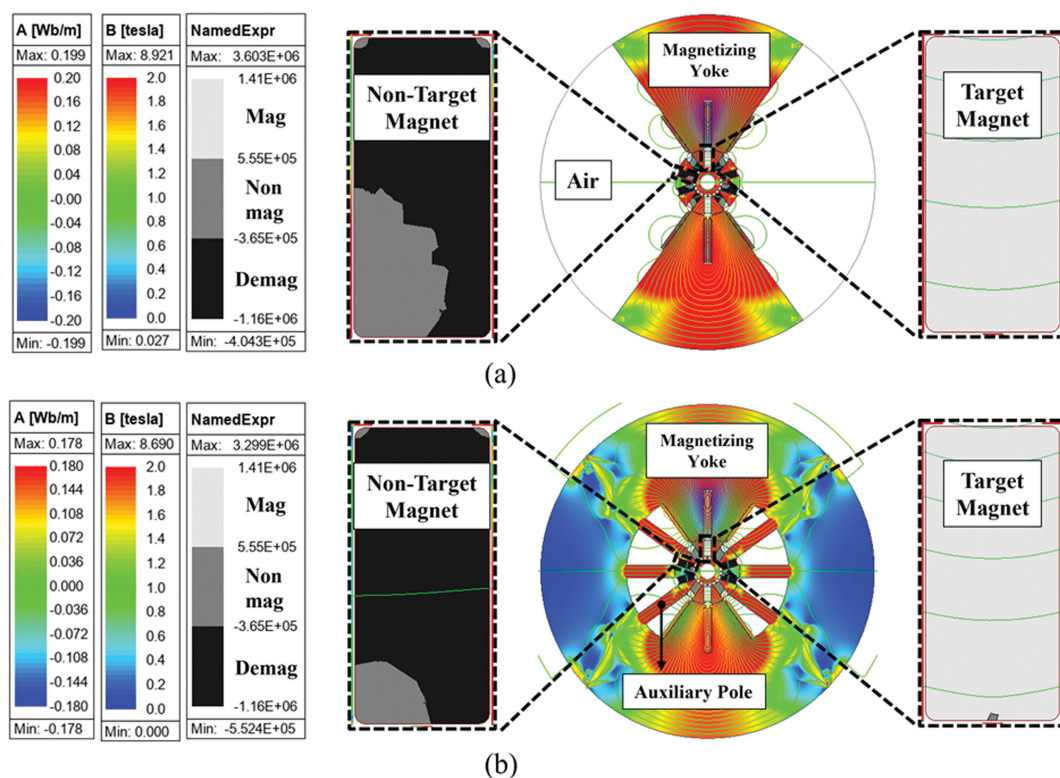 A [Wb/m]
Max: 0.199
0.20
0.16
0.12
0.08
0.04
0.00
-0.04
-0.08
-0.12
-0.16
-0.20
Min: -0.199
B [tesla]
Max: 8.921
2.0
1.8
1.6
1.4
1.2
1.0
0.8
0.6
0.4
0.2
0.0
Min: 0.027
NamedExpr
Max: 3.603E+06
1.41E+06
Mag
5.55E+05
Non
mag
-3.65E+05
Demag
-1.16E+06
Min: -4.043E+05
Non-Target
Magnet
Magnetizing
Yoke
Air
Target
Magnet
(a)
A [Wb/m]
Max: 0.178
0.180
0.144
0.108
0.072
0.036
0.000
-0.036
-0.072
-0.108
-0.144
-0.180
Min: -0.178
B [tesla]
Max: 8.690
2.0
1.8
1.6
1.4
1.2
1.0
0.8
0.6
0.4
0.2
0.0
Min: 0.000
NamedExpr
Max: 3.299E+06
1.41E+06
Mag
5.55E+05
Non
mag
-3.65E+05
Demag
-1.16E+06
Min: -5.524E+05
Non-Target
Magnet
Magnetizing
Yoke
Target
Magnet
Auxiliary Pole
(b)